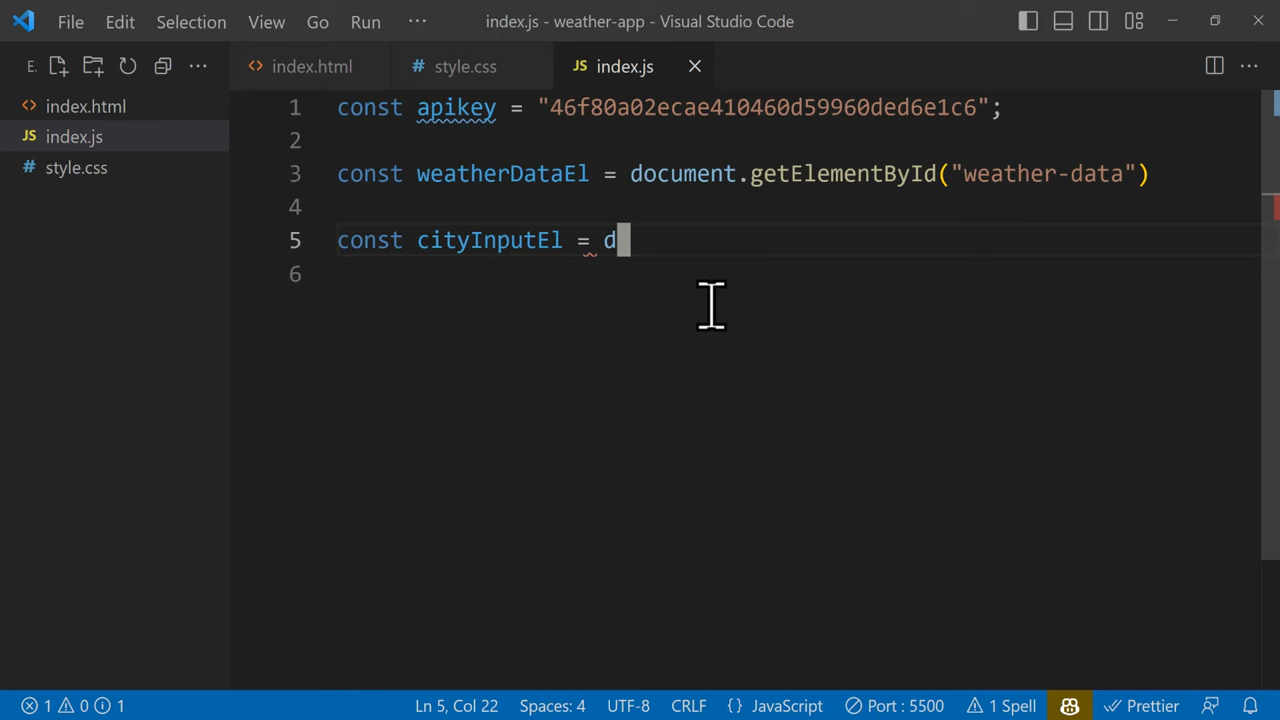 File Edit Selection View Go Run ··· index.js - weather-app - Visual Studio Code
E. ··· <> index.html # style.css JS index.js
<> index.html
JS index.js
# style.css
1 const apikey = "46f80a02ecae410460d59960ded6e1c6";
2
3 const weatherDataEl = document.getElementById("weather-data")
4
5 const cityInputEl = d
6
1 0 1 Ln 5, Col 22 Spaces: 4 UTF-8 CRLF {} JavaScript Port : 5500 1 Spell Prettier